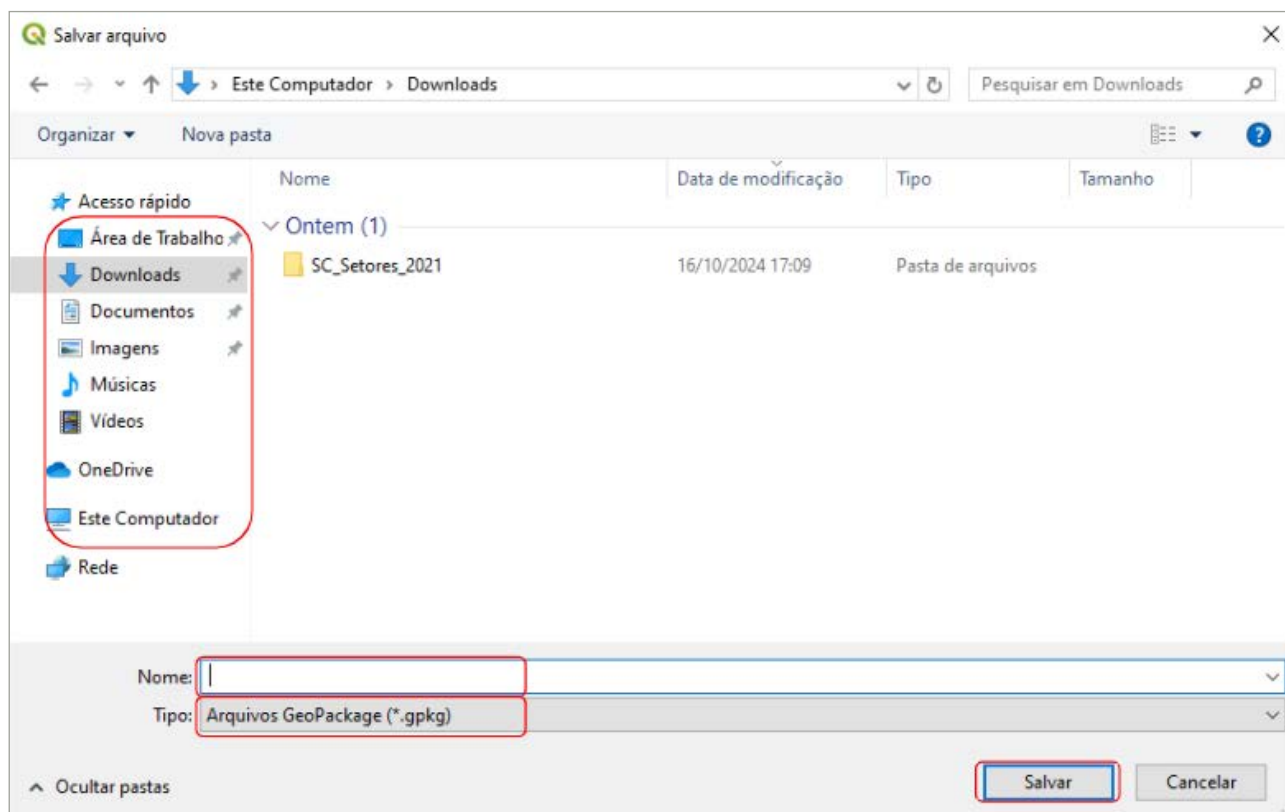 Salvar arquivo
Este Computador > Downloads
Pesquisar em Downloads
Organizar
Nova pasta
Nome
Data de modificação
Tipo
Tamanho
Acesso rápido
Área de Trabalho
Downloads
Documentos
Imagens
Músicas
Vídeos
OneDrive
Este Computador
Rede
Ontem (1)
SC_Setores_2021
16/10/2024 17:09
Pasta de arquivos
Nome:
Tipo: Arquivos GeoPackage (*.gpkg)
Ocultar pastas
Salvar
Cancelar